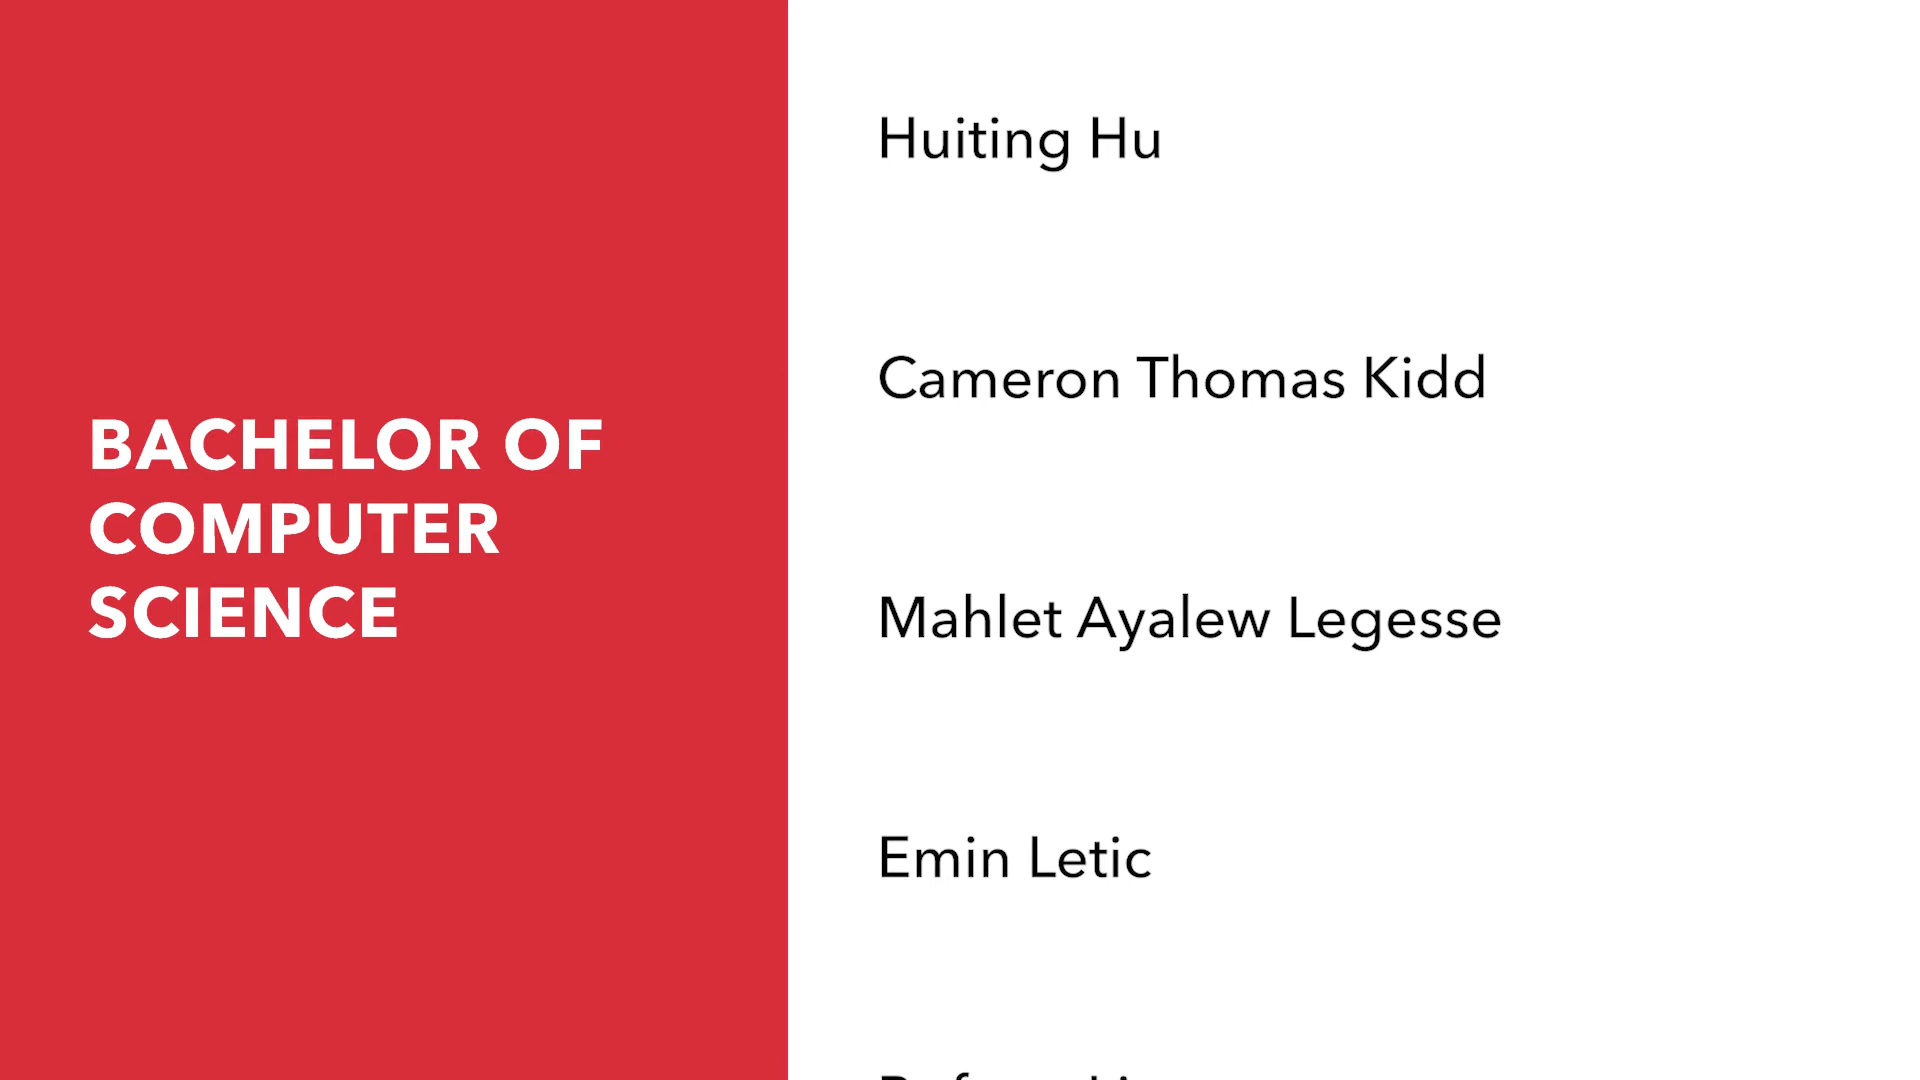 BACHELOR OF
COMPUTER
SCIENCE
Huiting Hu
Cameron Thomas Kidd
Mahlet Ayalew Legesse
Emin Letic